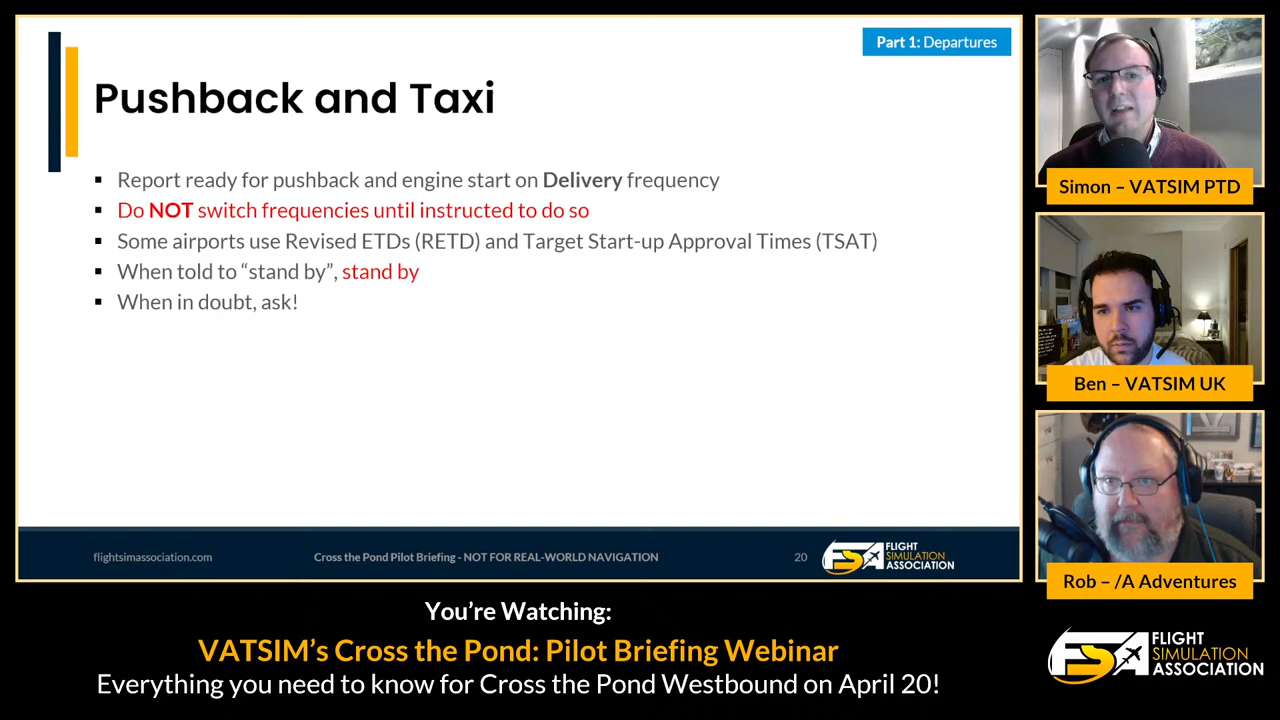 Part 1: Departures
Pushback and Taxi
▪ Report ready for pushback and engine start on Delivery frequency
▪ Do NOT switch frequencies until instructed to do so
▪ Some airports use Revised ETDs (RETD) and Target Start-up Approval Times (TSAT)
▪ When told to “stand by”, stand by
▪ When in doubt, ask!
flightsimassociation.com
Cross the Pond Pilot Briefing - NOT FOR REAL-WORLD NAVIGATION
20
FSA
FLIGHT
SIMULATION
ASSOCIATION
Simon – VATSIM PTD
Ben – VATSIM UK
Rob – /A Adventures
You’re Watching:
VATSIM’s Cross the Pond: Pilot Briefing Webinar
Everything you need to know for Cross the Pond Westbound on April 20!
FSA
FLIGHT
SIMULATION
ASSOCIATION